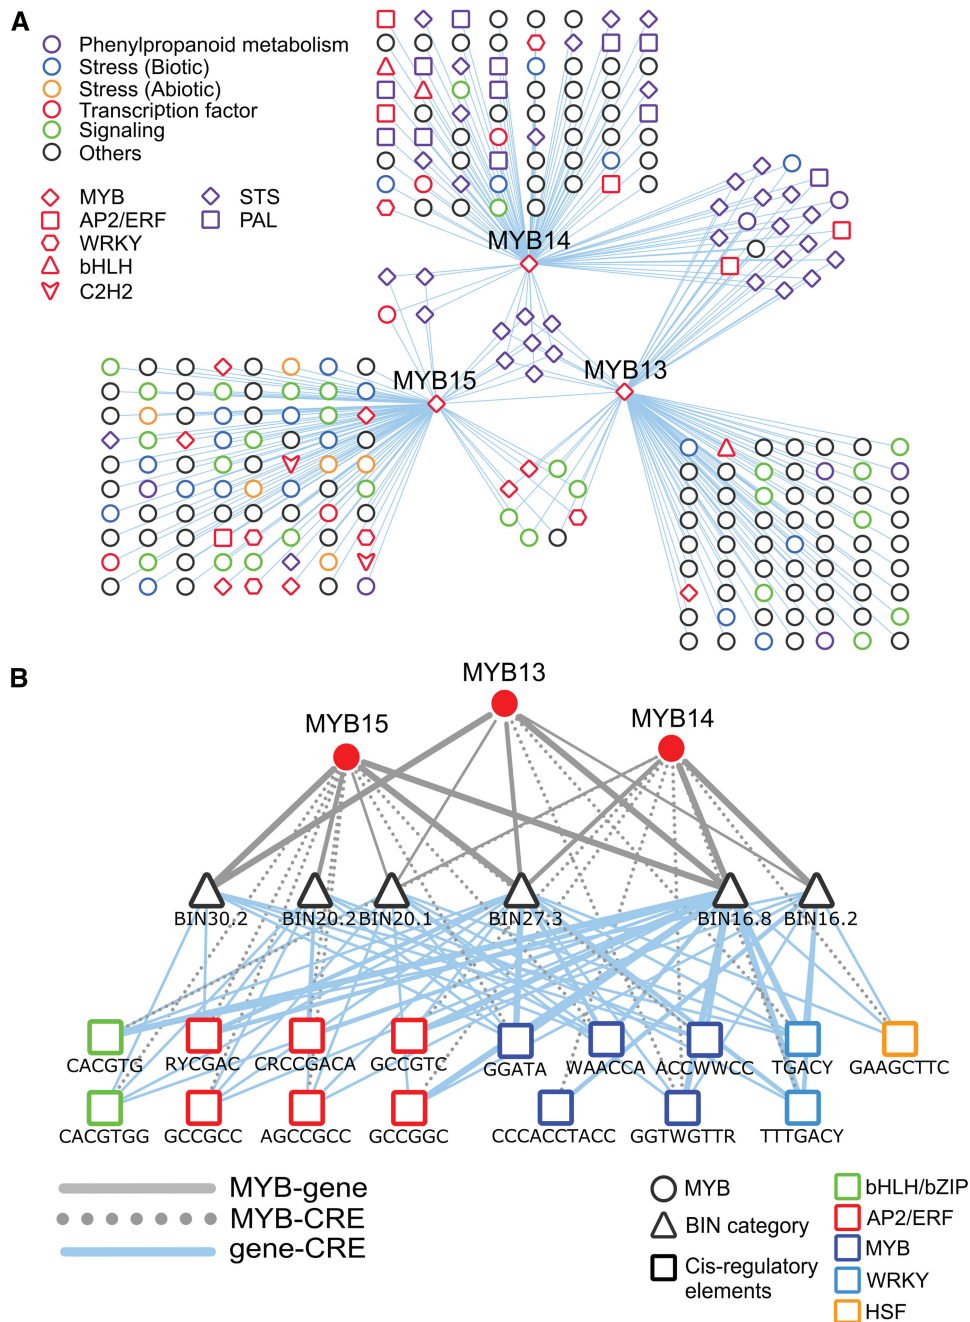 A
Phenylpropanoid metabolism
Stress (Biotic)
Stress (Abiotic)
Transcription factor
Signaling
Others
MYB
AP2/ERF
WRKY
bHLH
C2H2
STS
PAL
MYB14
MYB15
MYB13
B
MYB13
MYB15
MYB14
BIN30.2
BIN20.2
BIN20.1
BIN27.3
BIN16.8
BIN16.2
CACGTG
RYCGAC
CRCCGACA
GCCGTC
GGATA
WAACCA
ACCWWCC
TGACY
GAAGCTTC
CACGTGG
GCCGCC
AGCCGCC
GCCGGC
CCCACCTACC
GGTWGTTR
TTTGACY
MYB-gene
MYB-CRE
gene-CRE
MYB
BIN category
Cis-regulatory
elements
bHLH/bZIP
AP2/ERF
MYB
WRKY
HSF